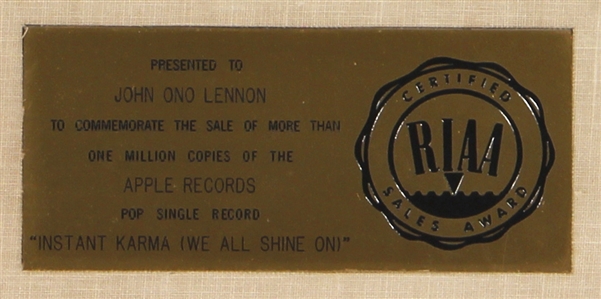 PRESENTED TO
JOHN ONO LENNON
TO COMMEMORATE THE SALE OF MORE THAN
ONE MILLION COPIES OF THE
APPLE RECORDS
POP SINGLE RECORD
"INSTANT KARMA (WE ALL SHINE ON)"
CERTIFIED
RIAA
SALES AWARD